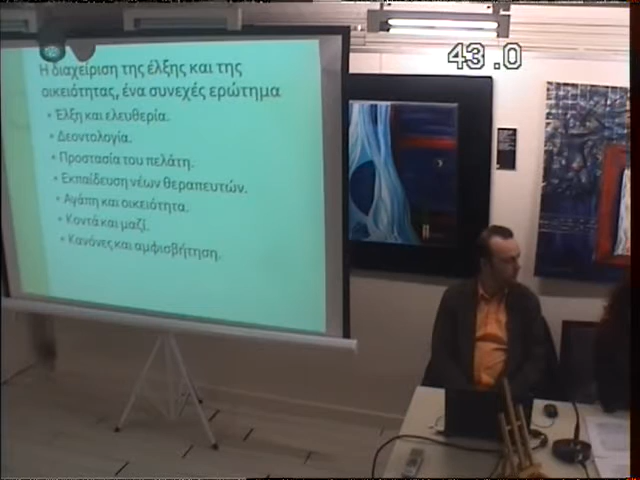 43.0
Η διαχείριση της έλξης και της
οικειότητας, ένα συνεχές ερώτημα
• Έλξη και ελευθερία.
• Δεοντολογία.
• Προστασία του πελάτη.
• Εκπαίδευση νέων θεραπευτών.
• Αγάπη και οικειότητα.
• Κοντά και μαζί.
• Κανόνες και αμφισβήτηση.